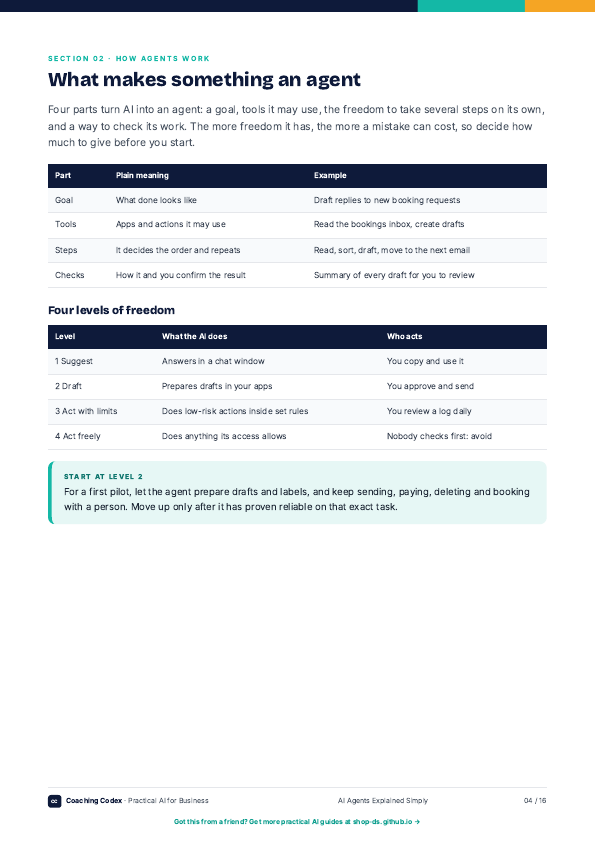 SECTION 02 · HOW AGENTS WORK
What makes something an agent
Four parts turn AI into an agent: a goal, tools it may use, the freedom to take several steps on its own,
and a way to check its work. The more freedom it has, the more a mistake can cost, so decide how
much to give before you start.
Part Plain meaning Example
Goal What done looks like Draft replies to new booking requests
Tools Apps and actions it may use Read the bookings inbox, create drafts
Steps It decides the order and repeats Read, sort, draft, move to the next email
Checks How it and you confirm the result Summary of every draft for you to review
Four levels of freedom
Level What the AI does Who acts
1 Suggest Answers in a chat window You copy and use it
2 Draft Prepares drafts in your apps You approve and send
3 Act with limits Does low-risk actions inside set rules You review a log daily
4 Act freely Does anything its access allows Nobody checks first: avoid
START AT LEVEL 2
For a first pilot, let the agent prepare drafts and labels, and keep sending, paying, deleting and booking
with a person. Move up only after it has proven reliable on that exact task.
cc Coaching Codex · Practical AI for Business AI Agents Explained Simply 04 / 16
Got this from a friend? Get more practical AI guides at shop-ds.github.io →